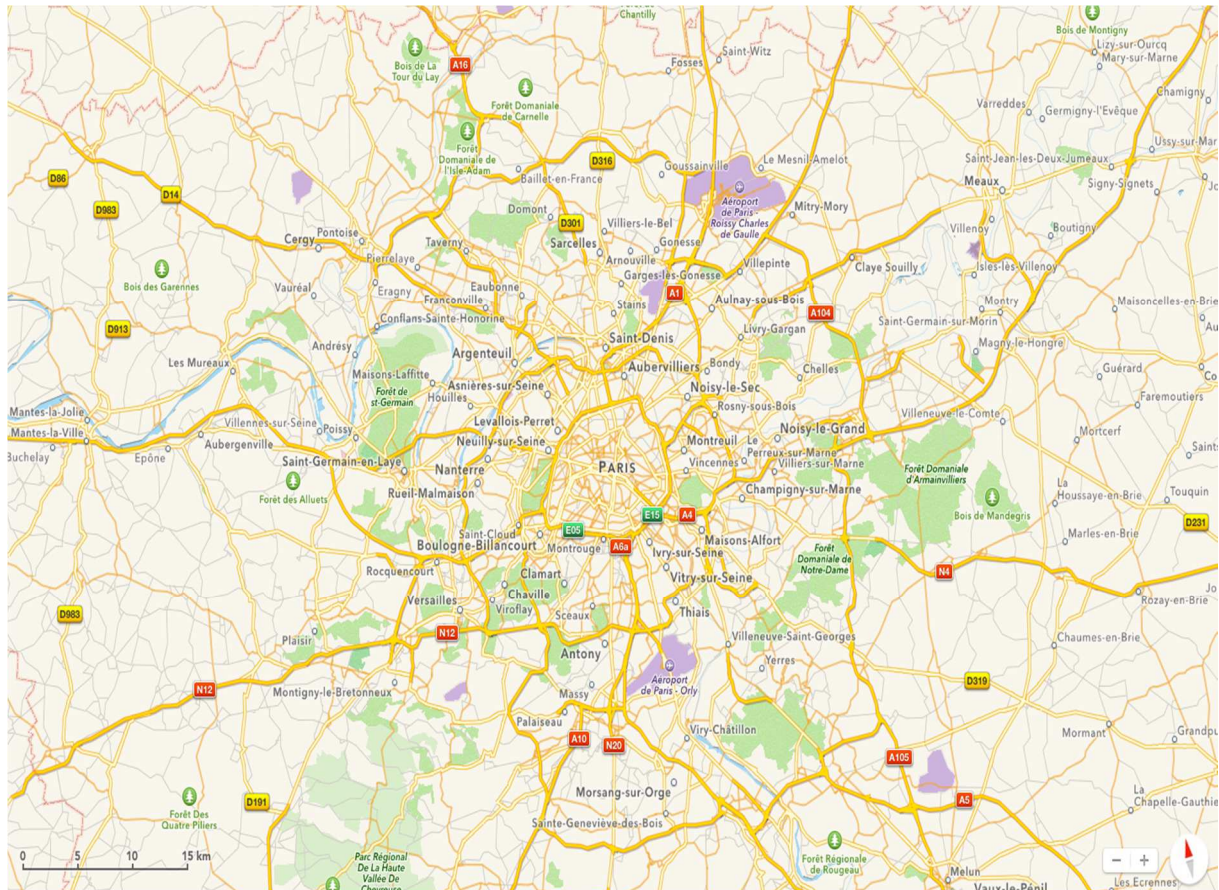 Chantilly
Bois de Montigny
Saint-Witz
Lizy-sur-Ourcq
Mary-sur-Marne
Fosses
A16
Bois de La
Tour du Lay
Forêt Domaniale
de Carnelle
Chamigny
Varreddes
Germigny-l'Evêque
Forêt
Domaniale de
l'Isle-Adam
Ussy-sur-Mar
D316
Goussainville
Le Mesnil-Amelot
Saint-Jean-les-Deux-Jumeaux
D86
Baillet-en-France
Meaux
Signy-Signets
D14
Aéroport
de Paris -
Roissy Charles
de Gaulle
D983
Domont
D301
Villiers-le-Bel
Mitry-Mory
Villenoy
Boutigny
Pontoise
Cergy
Taverny
Sarcelles
Gonesse
Arnouville
Pierrelaye
Claye Souilly
Bois des Garennes
Garges-lès-Gonesse
Villepinte
Isles-lès-Villenoy
Vauréal
Eragny
Eaubonne
Franconville
Stains
A1
Aulnay-sous-Bois
Montry
Maisoncelles-en-Brie
Conflans-Sainte-Honorine
A104
Saint-Germain-sur-Morin
D913
Saint-Denis
Livry-Gargan
Magny-le-Hongre
Andrésy
Argenteuil
Les Mureaux
Aubervilliers
Bondy
Chelles
Guérard
Maisons-Laffitte
Asnières-sur-Seine
Noisy-le-Sec
Forêt de
st-Germain
Houilles
Faremoutiers
Mantes-la-Jolie
Rosny-sous-Bois
Villeneuve-le-Comte
Villennes-sur-Seine
Poissy
Levallois-Perret
Noisy-le-Grand
Mantes-la-Ville
Aubergenville
Neuilly-sur-Seine
Montreuil
Le
Perreux-sur-Marne
Mortcerf
Buchelay
Epône
Saint-Germain-en-Laye
Nanterre
PARIS
Vincennes
Villiers-sur-Marne
Forêt Domaniale
d'Armainvilliers
La
Houssaye-en-Brie
Touquin
Forêt des Alluets
Rueil-Malmaison
Champigny-sur-Marne
Bois de Mandegris
E15
A4
D231
Saint-Cloud
E05
Maisons-Alfort
Marles-en-Brie
Boulogne-Billancourt
Montrouge
A6a
Ivry-sur-Seine
Forêt
Domaniale de
Notre-Dame
Rocquencourt
Clamart
Vitry-sur-Seine
N4
Chaville
Versailles
Viroflay
Sceaux
Thiais
Rozay-en-Brie
D983
Plaisir
N12
Villeneuve-Saint-Georges
Chaumes-en-Brie
Antony
Yerres
N12
Montigny-le-Bretonneux
Massy
Aéroport
de Paris - Orly
D319
Palaiseau
Viry-Châtillon
Mormant
Grandpu
A10
N20
A105
Morsang-sur-Orge
D191
A5
La
Chapelle-Gauthie
Forêt Des
Quatre Piliers
Sainte-Geneviève-des-Bois
0 5 10 15 km
Parc Régional
De La Haute
Vallée De
Forêt Régionale
de Rougeau
Melun
Vaux-le-Pénil
Les Ecrennes